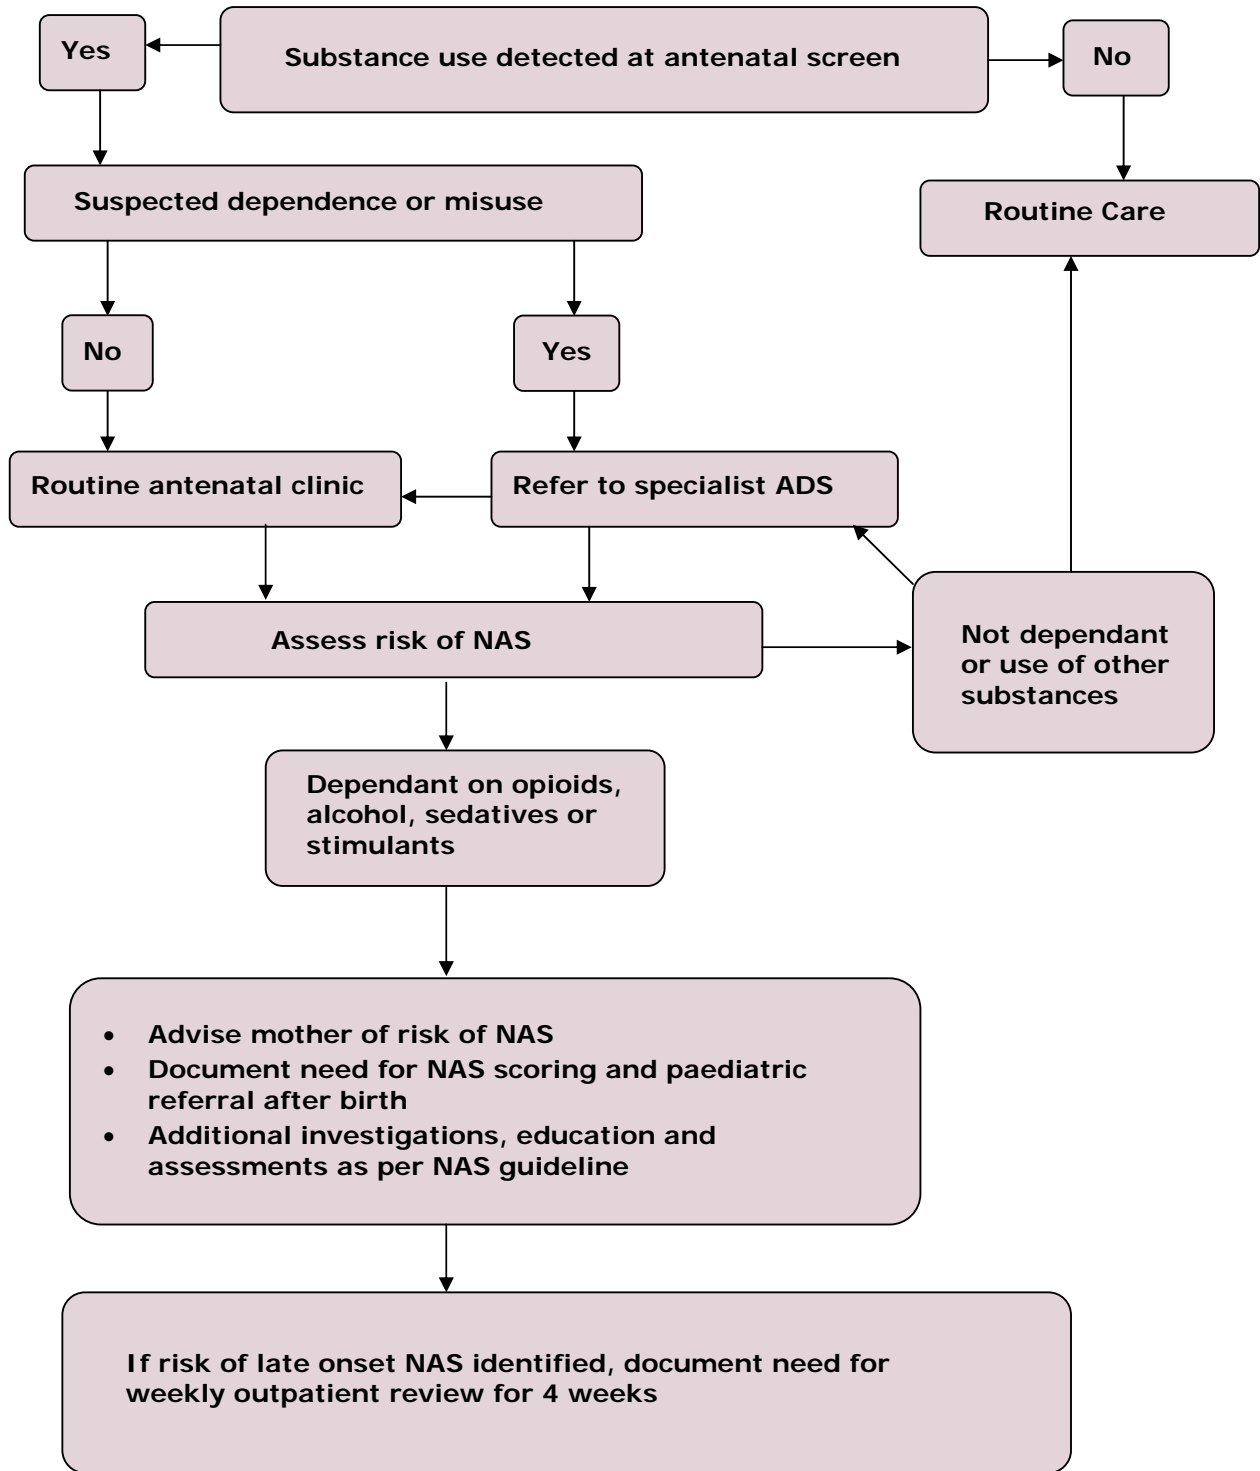 Yes
Substance use detected at antenatal screen
No
Suspected dependence or misuse
Routine Care
No
Yes
Routine antenatal clinic
Refer to specialist ADS
Assess risk of NAS
Not dependant
or use of other
substances
Dependant on opioids,
alcohol, sedatives or
stimulants
• Advise mother of risk of NAS
• Document need for NAS scoring and paediatric
referral after birth
• Additional investigations, education and
assessments as per NAS guideline
If risk of late onset NAS identified, document need for
weekly outpatient review for 4 weeks